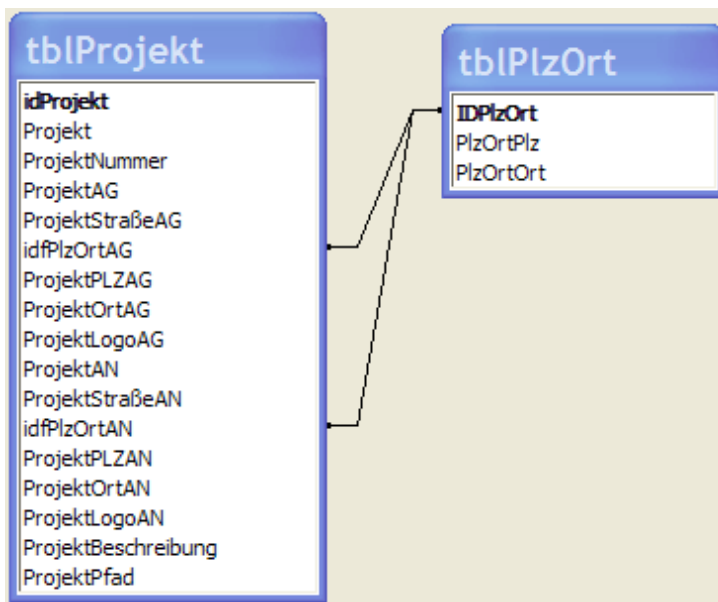 tblProjekt
idProjekt
Projekt
ProjektNummer
ProjektAG
ProjektStraßeAG
idfPlzOrtAG
ProjektPLZAG
ProjektOrtAG
ProjektLogoAG
ProjektAN
ProjektStraßeAN
idfPlzOrtAN
ProjektPLZAN
ProjektOrtAN
ProjektLogoAN
ProjektBeschreibung
ProjektPfad
tblPlzOrt
IDPlzOrt
PlzOrtPlz
PlzOrtOrt